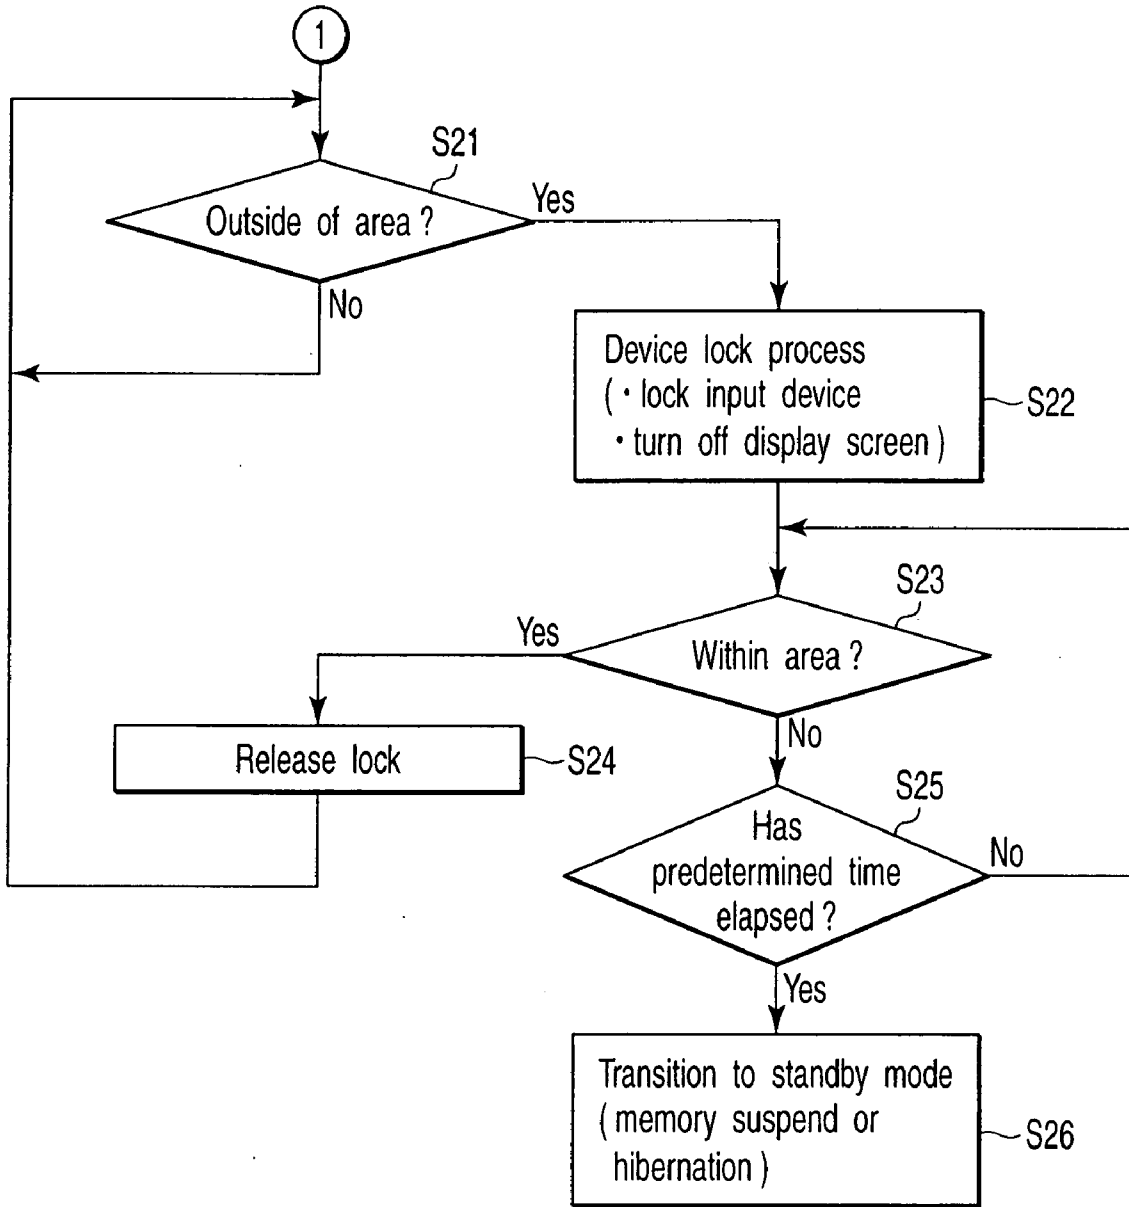 1
S21
Outside of area?
Yes
No
Device lock process
(・lock input device
・turn off display screen)
S22
S23
Within area?
Yes
No
Release lock
S24
S25
Has
predetermined time
elapsed?
No
Yes
Transition to standby mode
(memory suspend or
hibernation)
S26